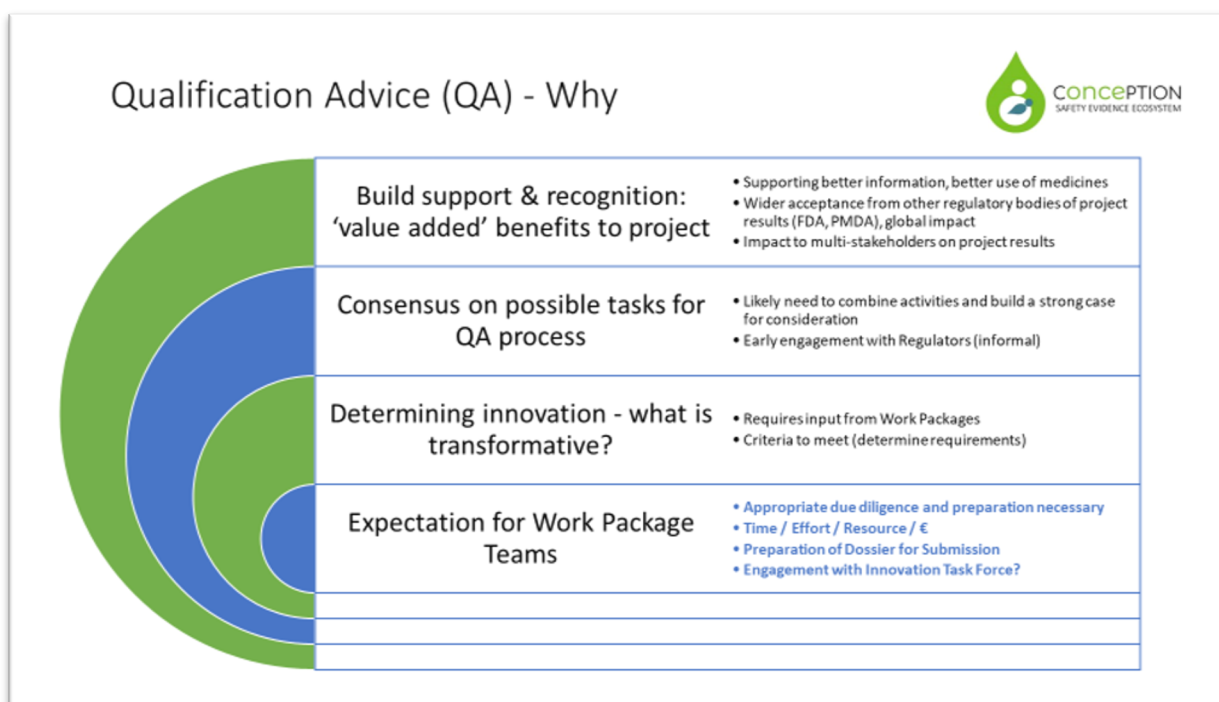 Qualification Advice (QA) - Why
ConcePTION
SAFETY EVIDENCE ECOSYSTEM
Build support & recognition:
‘value added’ benefits to project
• Supporting better information, better use of medicines
• Wider acceptance from other regulatory bodies of project
results (FDA, PMDA), global impact
• Impact to multi-stakeholders on project results
Consensus on possible tasks for
QA process
• Likely need to combine activities and build a strong case
for consideration
• Early engagement with Regulators (informal)
Determining innovation - what is
transformative?
• Requires input from Work Packages
• Criteria to meet (determine requirements)
Expectation for Work Package
Teams
• Appropriate due diligence and preparation necessary
• Time / Effort / Resource / €
• Preparation of Dossier for Submission
• Engagement with Innovation Task Force?